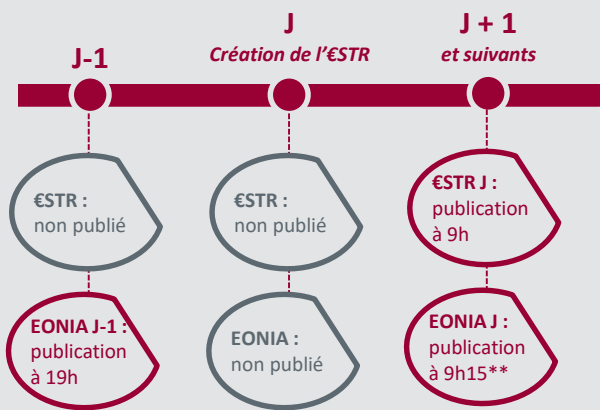 J-1
J
Création de l'€STR
J + 1
et suivants
€STR :
non publié
€STR :
non publié
€STR J :
publication
à 9h
EONIA J-1 :
publication
à 19h
EONIA :
non publié
EONIA J :
publication
à 9h15**